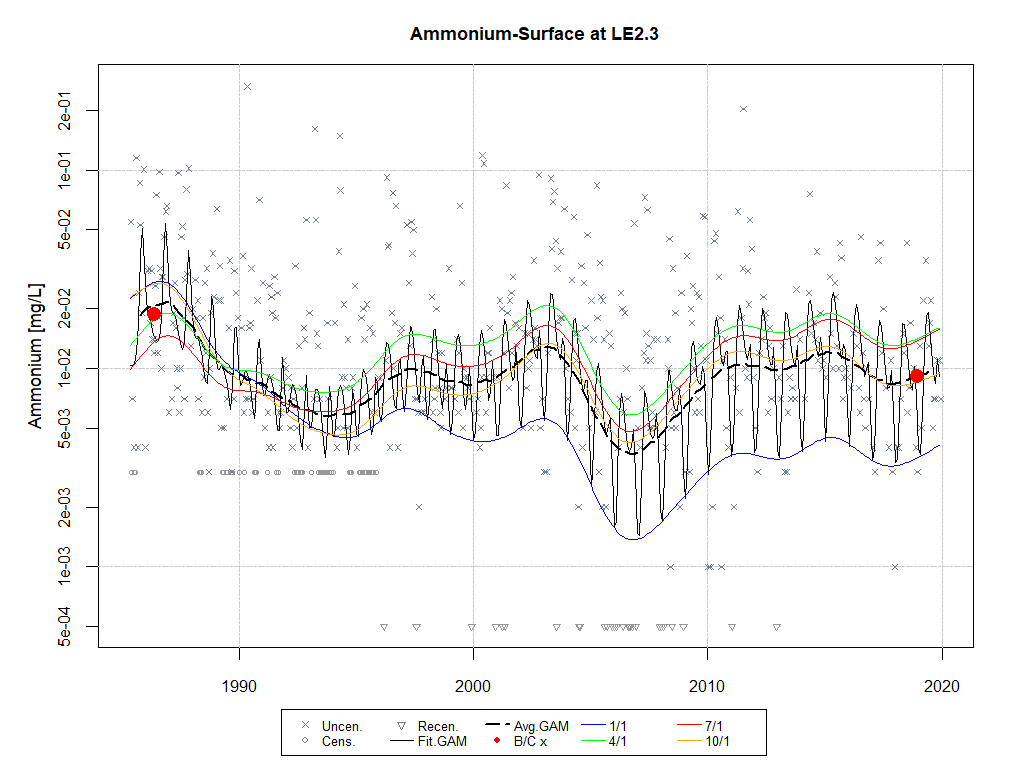 Ammonium-Surface at LE2.3
Ammonium [mg/L]
2e-01
1e-01
5e-02
2e-02
1e-02
5e-03
2e-03
1e-03
5e-04
1990 2000 2010 2020
Uncen. Recen. Avg.GAM 1/1 7/1
Cens. Fit.GAM B/C x 4/1 10/1